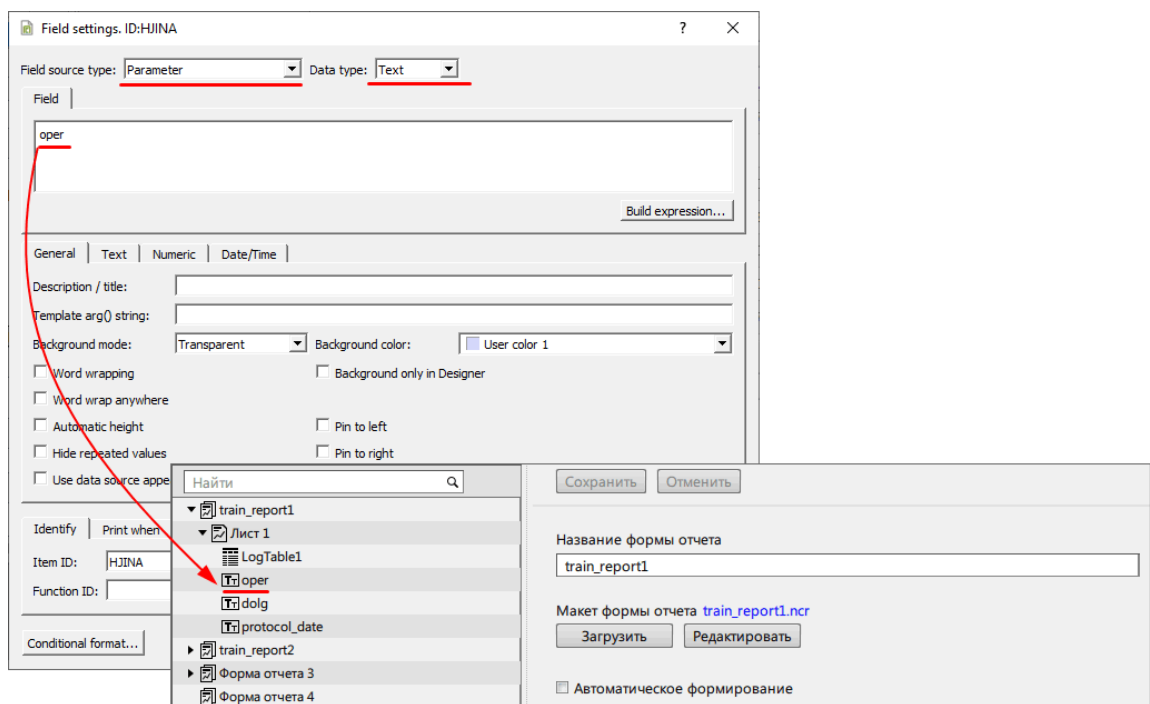 Field settings. ID:HJINA
Field source type: Parameter Data type: Text
Field
oper
Build expression...
General Text Numeric Date/Time
Description / title:
Template arg() string:
Background mode: Transparent Background color: User color 1
Word wrapping Background only in Designer
Word wrap anywhere
Automatic height Pin to left
Hide repeated values Pin to right
Use data source appe
Identify Print when
Item ID: HJINA
Function ID:
Conditional format...
Найти
train_report1
Лист 1
LogTable1
oper
dolg
protocol_date
train_report2
Форма отчета 3
Форма отчета 4
Сохранить Отменить
Название формы отчета
train_report1
Макет формы отчета train_report1.ncr
Загрузить Редактировать
Автоматическое формирование